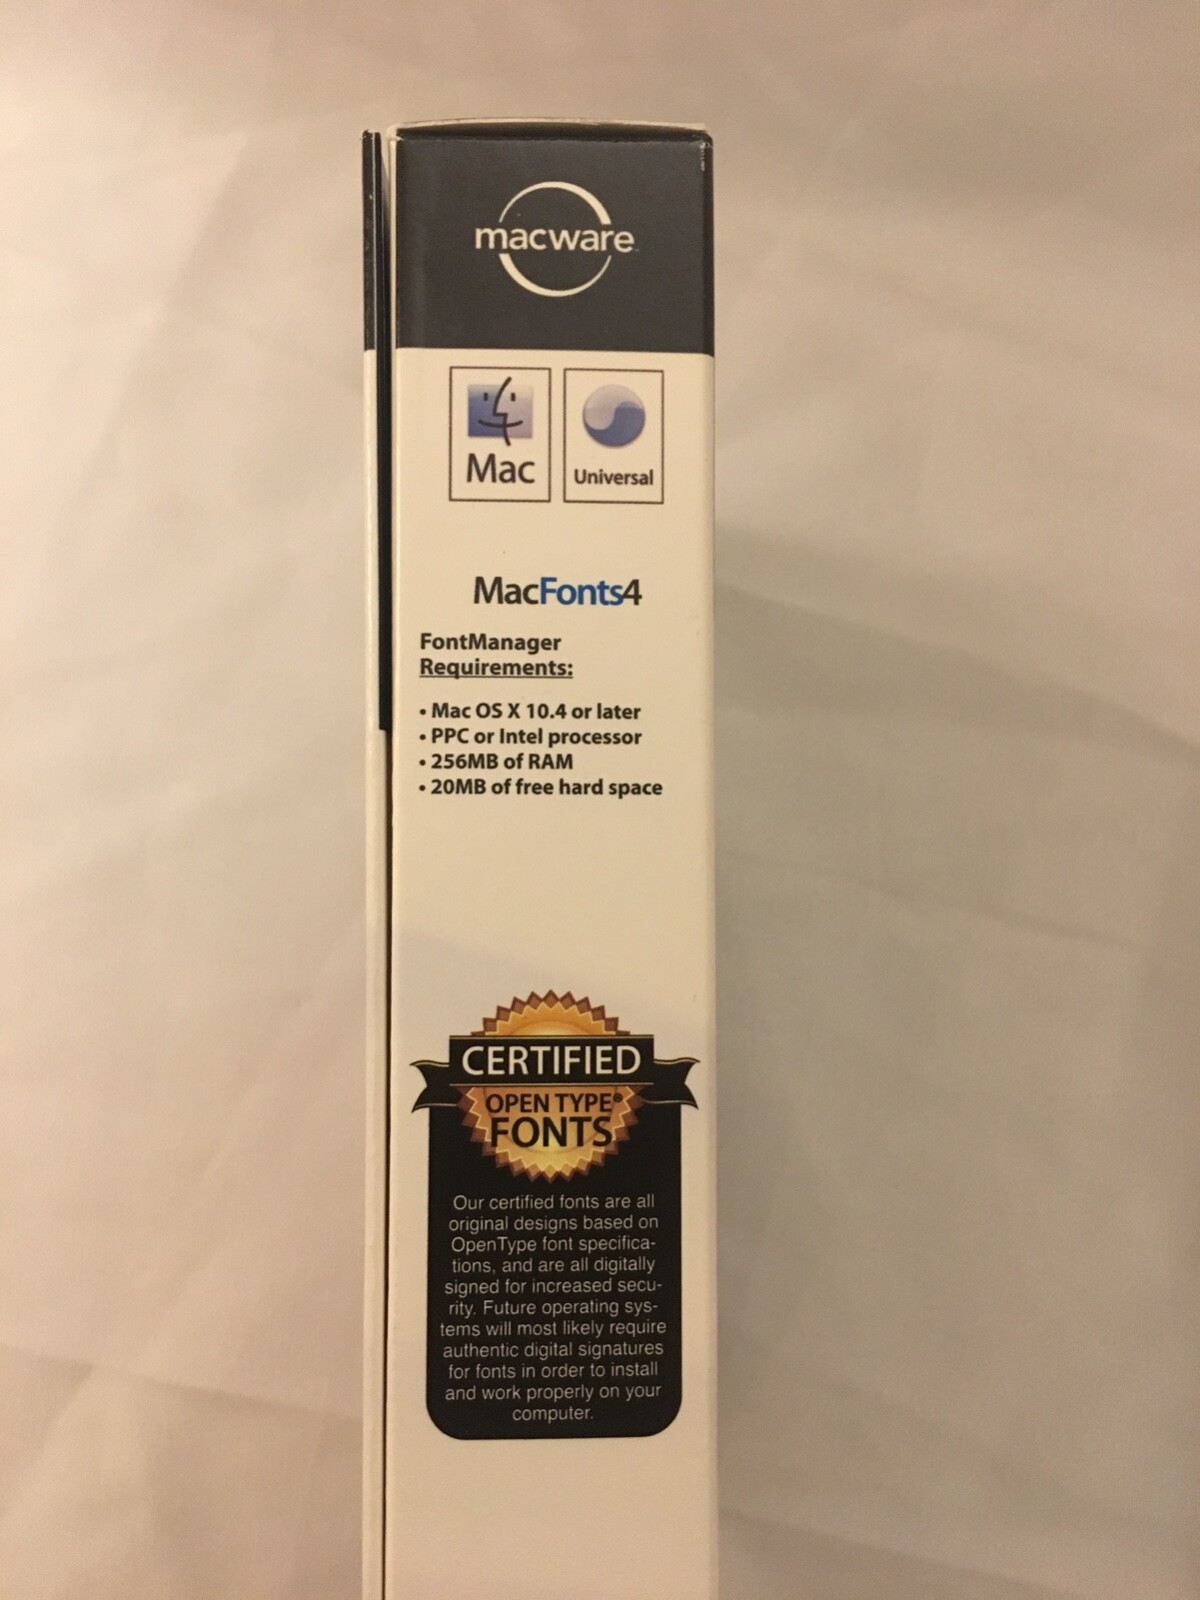 macware
Mac
Universal
MacFonts4
FontManager
Requirements:
• Mac OS X 10.4 or later
• PPC or Intel processor
• 256MB of RAM
• 20MB of free hard space
CERTIFIED
OPEN TYPE®
FONTS
Our certified fonts are all
original designs based on
OpenType font specifica-
tions, and are all digitally
signed for increased secu-
rity. Future operating sys-
tems will most likely require
authentic digital signatures
for fonts in order to install
and work properly on your
computer.